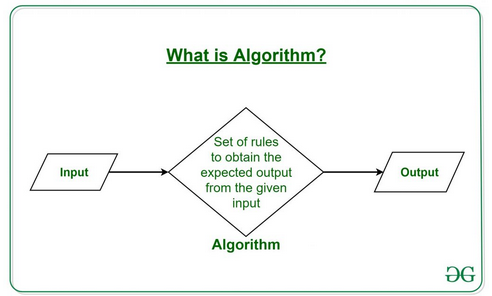 What is Algorithm?
Input
Set of rules
to obtain the
expected output
from the given
input
Output
Algorithm